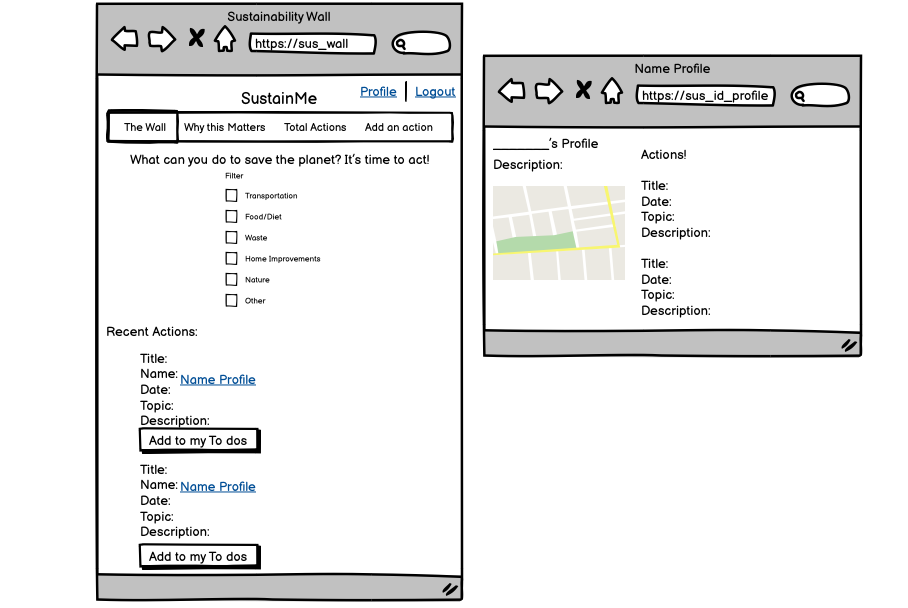 Sustainability Wall
https://sus_wall
Profile | Logout
SustainMe
The Wall Why this Matters Total Actions Add an action
What can you do to save the planet? It's time to act!
Filter
Transportation
Food/Diet
Waste
Home Improvements
Nature
Other
Recent Actions:
Title:
Name: Name Profile
Date:
Topic:
Description:
Add to my To dos
Title:
Name: Name Profile
Date:
Topic:
Description:
Add to my To dos
Name Profile
https://sus_id_profile
_________'s Profile
Description:
Actions!
Title:
Date:
Topic:
Description:
Title:
Date:
Topic:
Description: